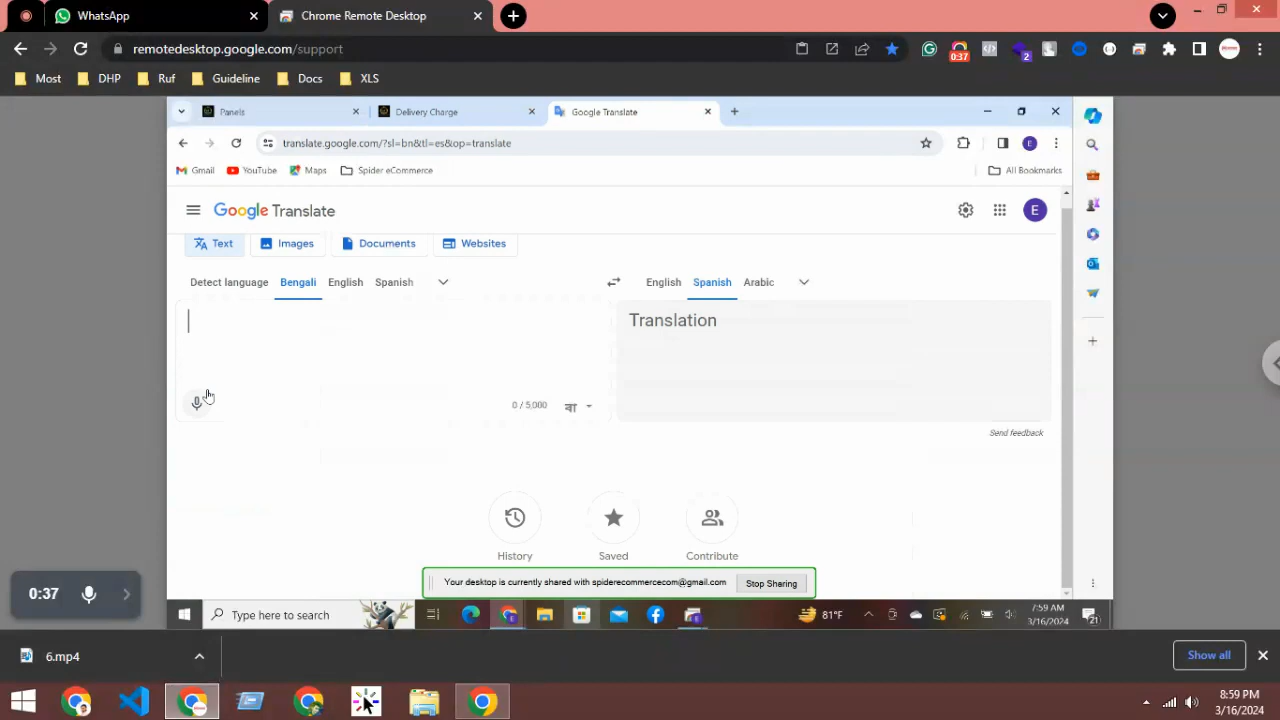 WhatsApp
Chrome Remote Desktop
remotedesktop.google.com/support
0:37
2
Most
DHP
Ruf
Guideline
Docs
XLS
Panels
Delivery Charge
Google Translate
translate.google.com/?sl=bn&tl=es&op=translate
E
Gmail
YouTube
Maps
Spider eCommerce
All Bookmarks
Google Translate
E
Text
Images
Documents
Websites
Detect language
Bengali
English
Spanish
English
Spanish
Arabic
Translation
0 / 5,000
বা
Send feedback
History
Saved
Contribute
Your desktop is currently shared with spiderecommercecom@gmail.com
Stop Sharing
0:37
Type here to search
81°F
7:59 AM
3/16/2024
21
6.mp4
Show all
8:59 PM
3/16/2024